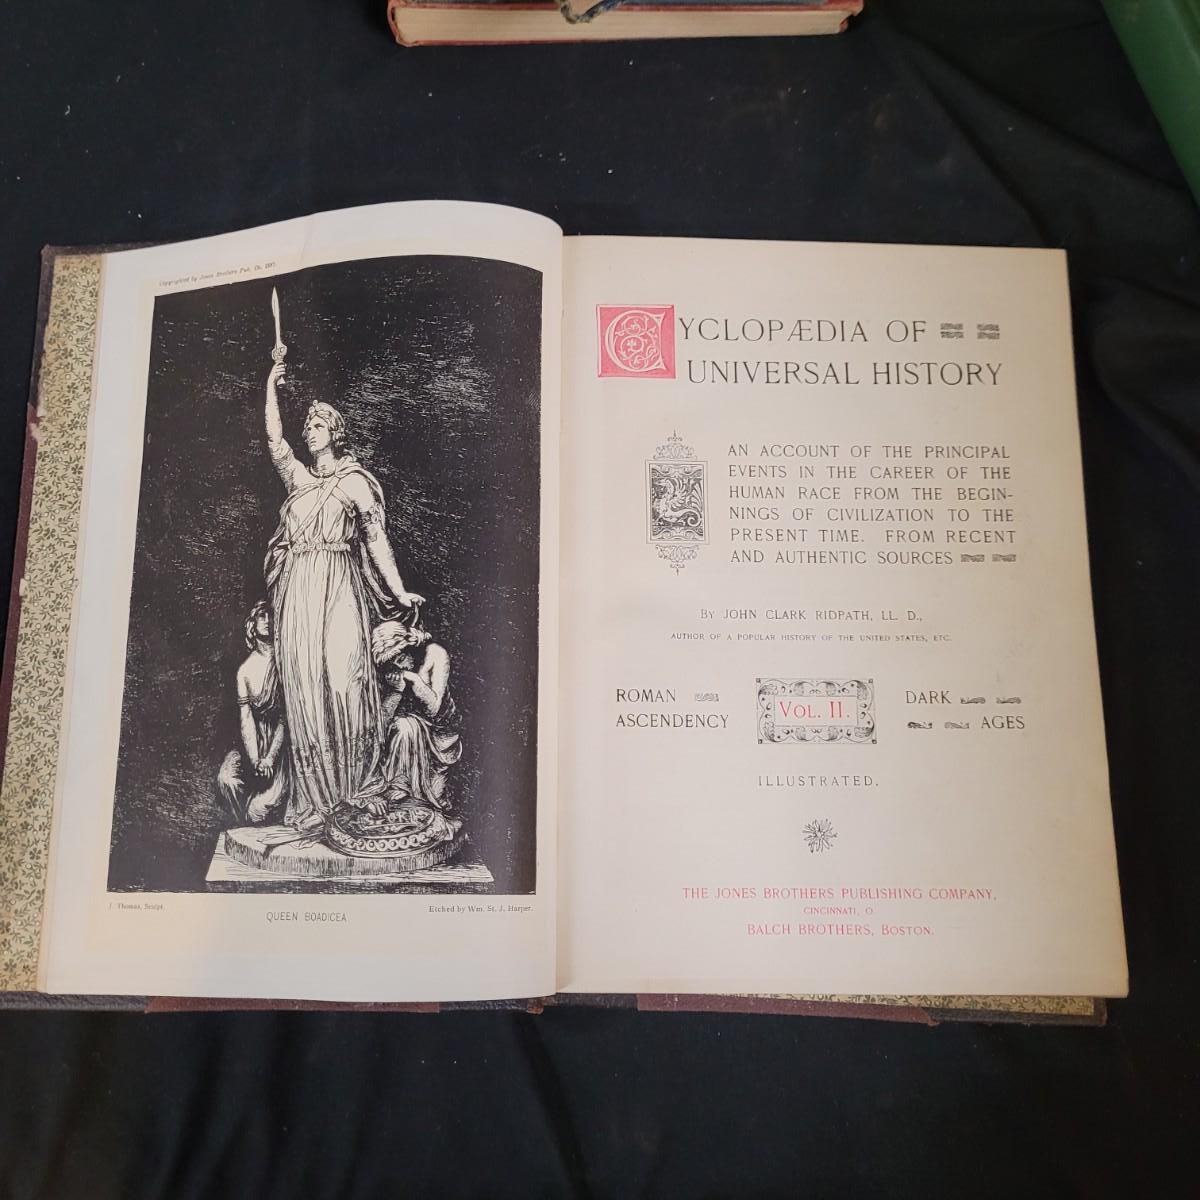 Copyrighted by Jones Brothers Pub. Co.
J. Thomas, Sculpt.
Etched by Wm. St. J. Harper.
QUEEN BOADICEA
CYCLOPÆDIA OF
UNIVERSAL HISTORY
AN ACCOUNT OF THE PRINCIPAL
EVENTS IN THE CAREER OF THE
HUMAN RACE FROM THE BEGIN-
NINGS OF CIVILIZATION TO THE
PRESENT TIME. FROM RECENT
AND AUTHENTIC SOURCES
By JOHN CLARK RIDPATH, LL. D.,
AUTHOR OF A POPULAR HISTORY OF THE UNITED STATES, ETC.
ROMAN
ASCENDENCY
VOL. II.
DARK
AGES
ILLUSTRATED.
THE JONES BROTHERS PUBLISHING COMPANY,
CINCINNATI, O.
BALCH BROTHERS, BOSTON.